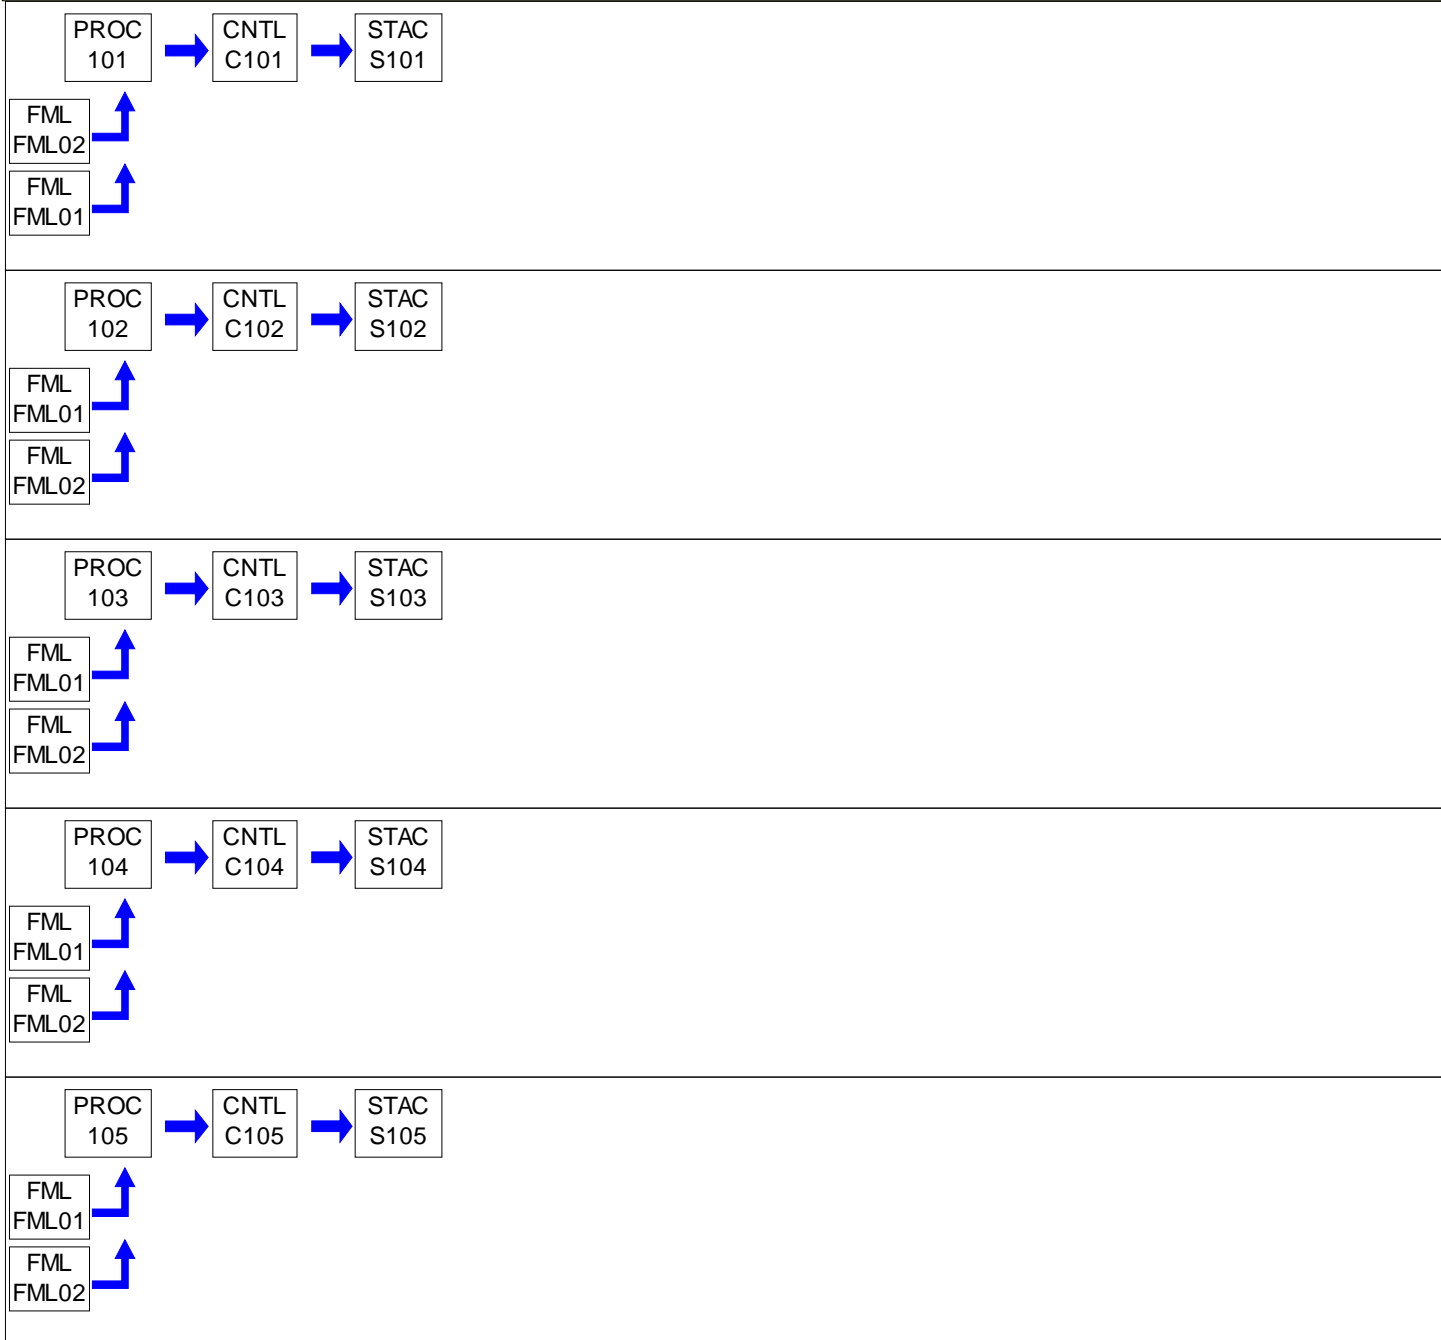 PROC
101
CNTL
C101
STAC
S101
FML
FML02
FML
FML01
PROC
102
CNTL
C102
STAC
S102
FML
FML01
FML
FML02
PROC
103
CNTL
C103
STAC
S103
FML
FML01
FML
FML02
PROC
104
CNTL
C104
STAC
S104
FML
FML01
FML
FML02
PROC
105
CNTL
C105
STAC
S105
FML
FML01
FML
FML02